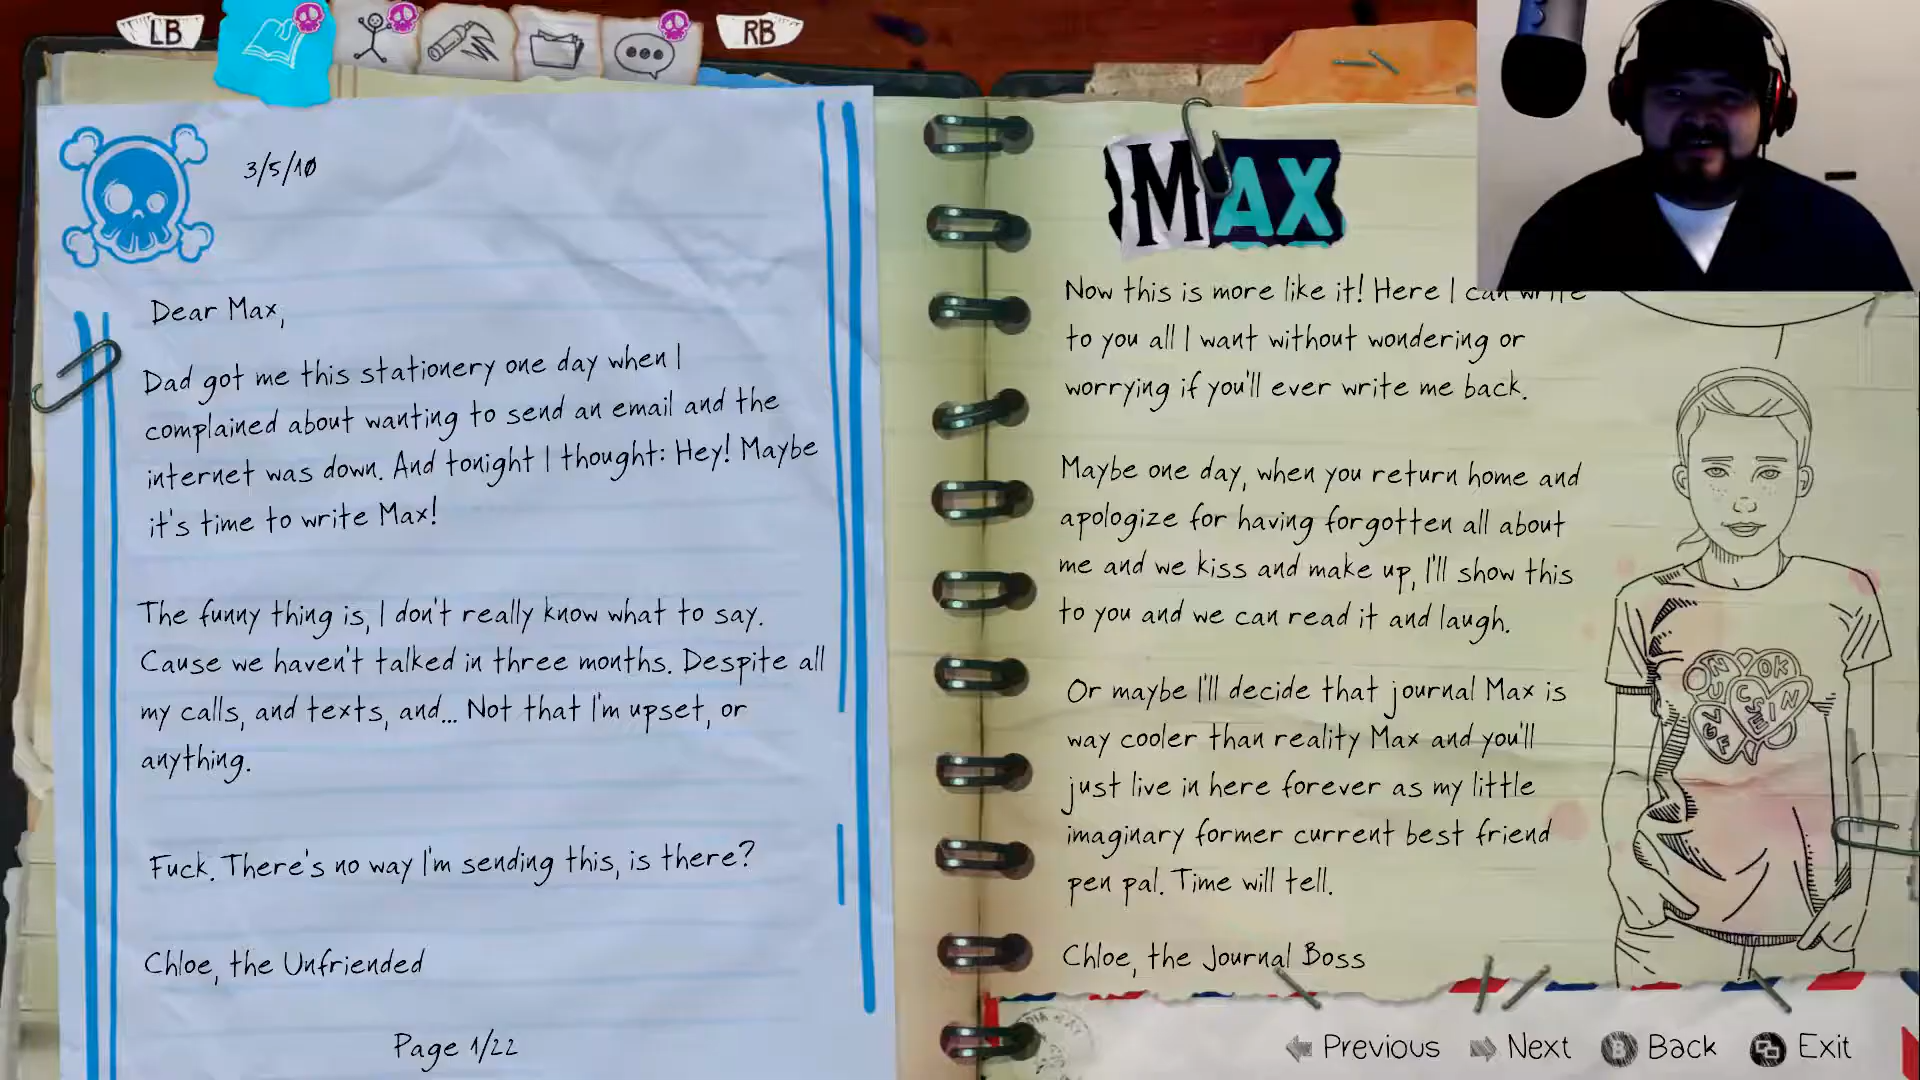 LB
RB
3/5/10
Dear Max,
Dad got me this stationery one day when I
complained about wanting to send an email and the
internet was down. And tonight I thought: Hey! Maybe
it's time to write Max!
The funny thing is, I don't really know what to say.
Cause we haven't talked in three months. Despite all
my calls, and texts, and... Not that I'm upset, or
anything.
Fuck. There's no way I'm sending this, is there?
Chloe, the Unfriended
Page 1/22
MAX
Now this is more like it! Here I can write
to you all I want without wondering or
worrying if you'll ever write me back.
Maybe one day, when you return home and
apologize for having forgotten all about
me and we kiss and make up, I'll show this
to you and we can read it and laugh.
Or maybe I'll decide that journal Max is
way cooler than reality Max and you'll
just live in here forever as my little
imaginary former current best friend
pen pal. Time will tell.
Chloe, the Journal Boss
Previous
Next
B Back
Exit